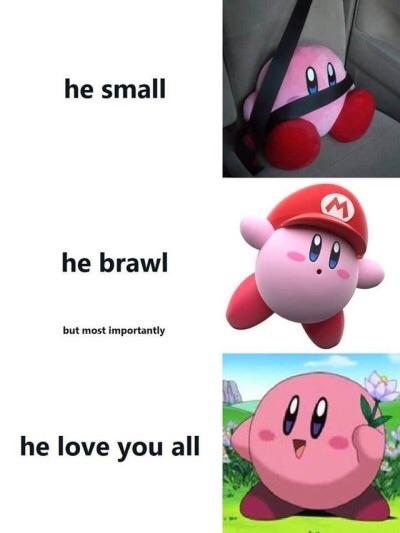 he small
he brawl
M
but most importantly
he love you all